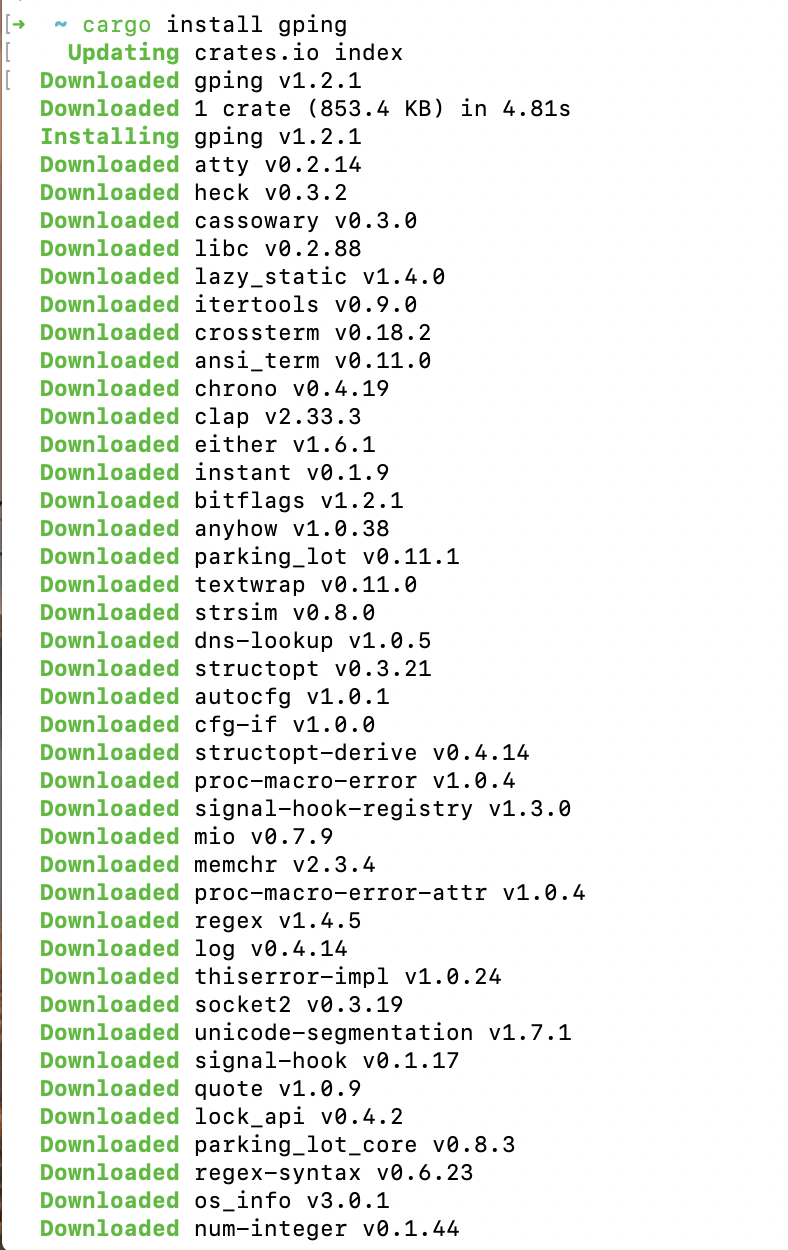 [➜  ~ cargo install gping
[    Updating crates.io index
[  Downloaded gping v1.2.1
  Downloaded 1 crate (853.4 KB) in 4.81s
  Installing gping v1.2.1
  Downloaded atty v0.2.14
  Downloaded heck v0.3.2
  Downloaded cassowary v0.3.0
  Downloaded libc v0.2.88
  Downloaded lazy_static v1.4.0
  Downloaded itertools v0.9.0
  Downloaded crossterm v0.18.2
  Downloaded ansi_term v0.11.0
  Downloaded chrono v0.4.19
  Downloaded clap v2.33.3
  Downloaded either v1.6.1
  Downloaded instant v0.1.9
  Downloaded bitflags v1.2.1
  Downloaded anyhow v1.0.38
  Downloaded parking_lot v0.11.1
  Downloaded textwrap v0.11.0
  Downloaded strsim v0.8.0
  Downloaded dns-lookup v1.0.5
  Downloaded structopt v0.3.21
  Downloaded autocfg v1.0.1
  Downloaded cfg-if v1.0.0
  Downloaded structopt-derive v0.4.14
  Downloaded proc-macro-error v1.0.4
  Downloaded signal-hook-registry v1.3.0
  Downloaded mio v0.7.9
  Downloaded memchr v2.3.4
  Downloaded proc-macro-error-attr v1.0.4
  Downloaded regex v1.4.5
  Downloaded log v0.4.14
  Downloaded thiserror-impl v1.0.24
  Downloaded socket2 v0.3.19
  Downloaded unicode-segmentation v1.7.1
  Downloaded signal-hook v0.1.17
  Downloaded quote v1.0.9
  Downloaded lock_api v0.4.2
  Downloaded parking_lot_core v0.8.3
  Downloaded regex-syntax v0.6.23
  Downloaded os_info v3.0.1
  Downloaded num-integer v0.1.44